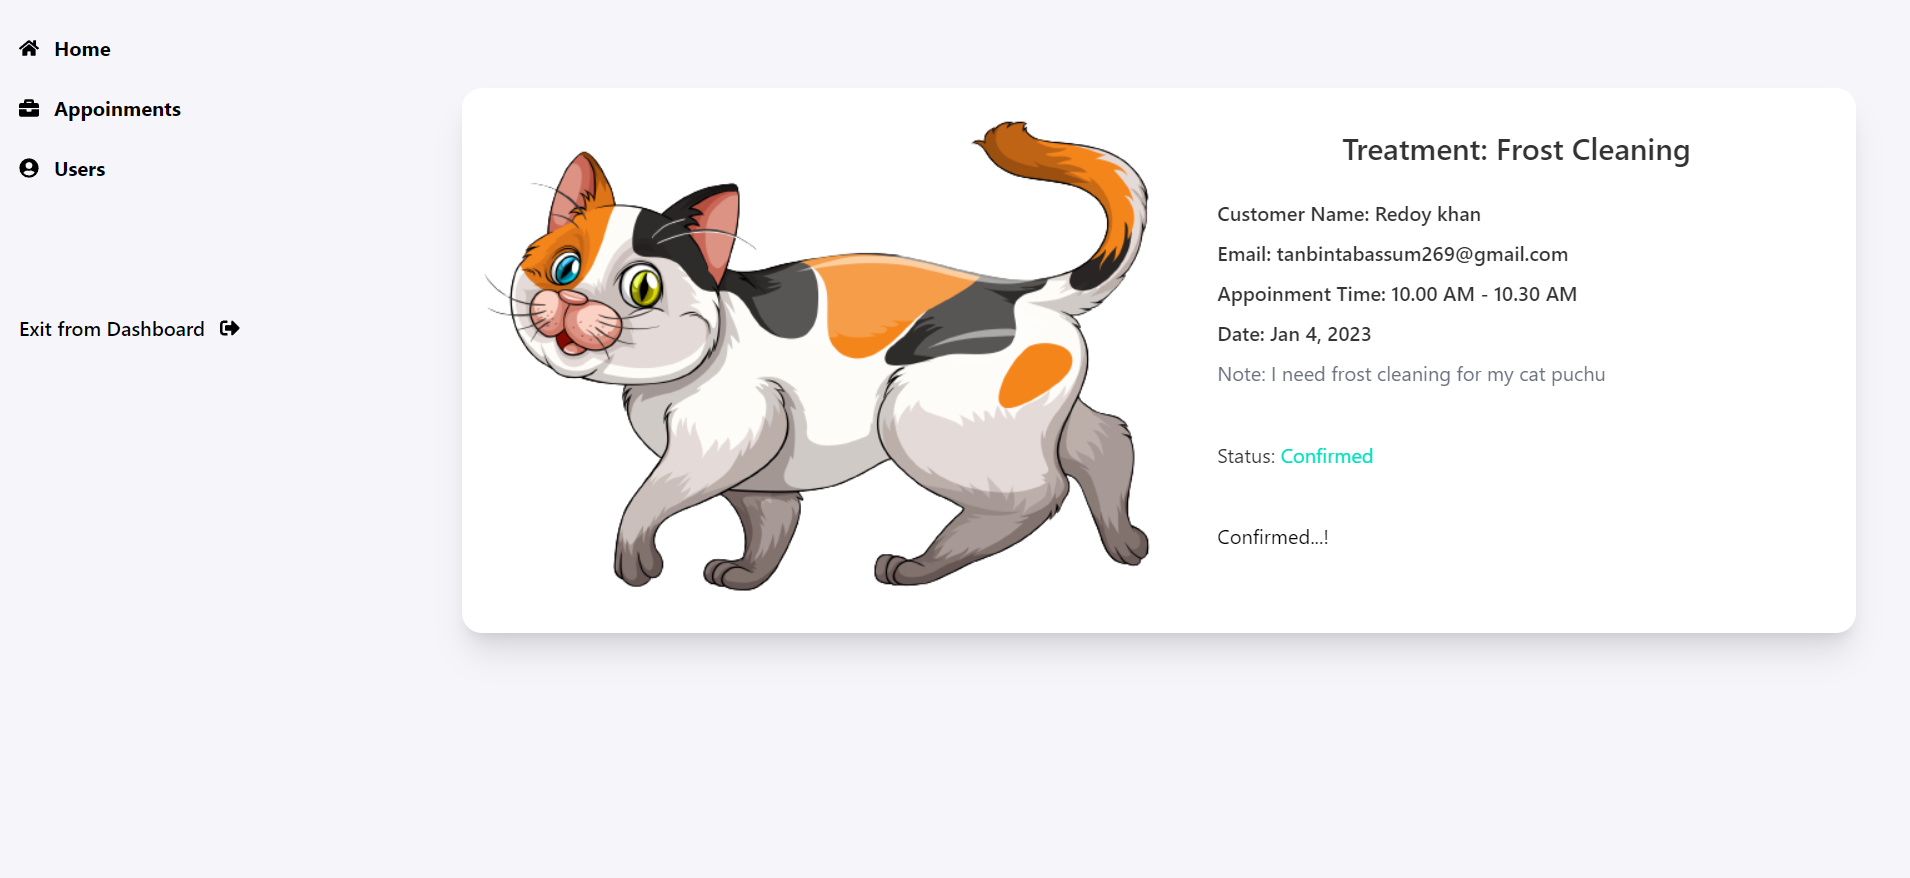 Home
Appoinments
Users
Exit from Dashboard
Treatment: Frost Cleaning
Customer Name: Redoy khan
Email: tanbintabassum269@gmail.com
Appoinment Time: 10.00 AM - 10.30 AM
Date: Jan 4, 2023
Note: I need frost cleaning for my cat puchu
Status: Confirmed
Confirmed...!